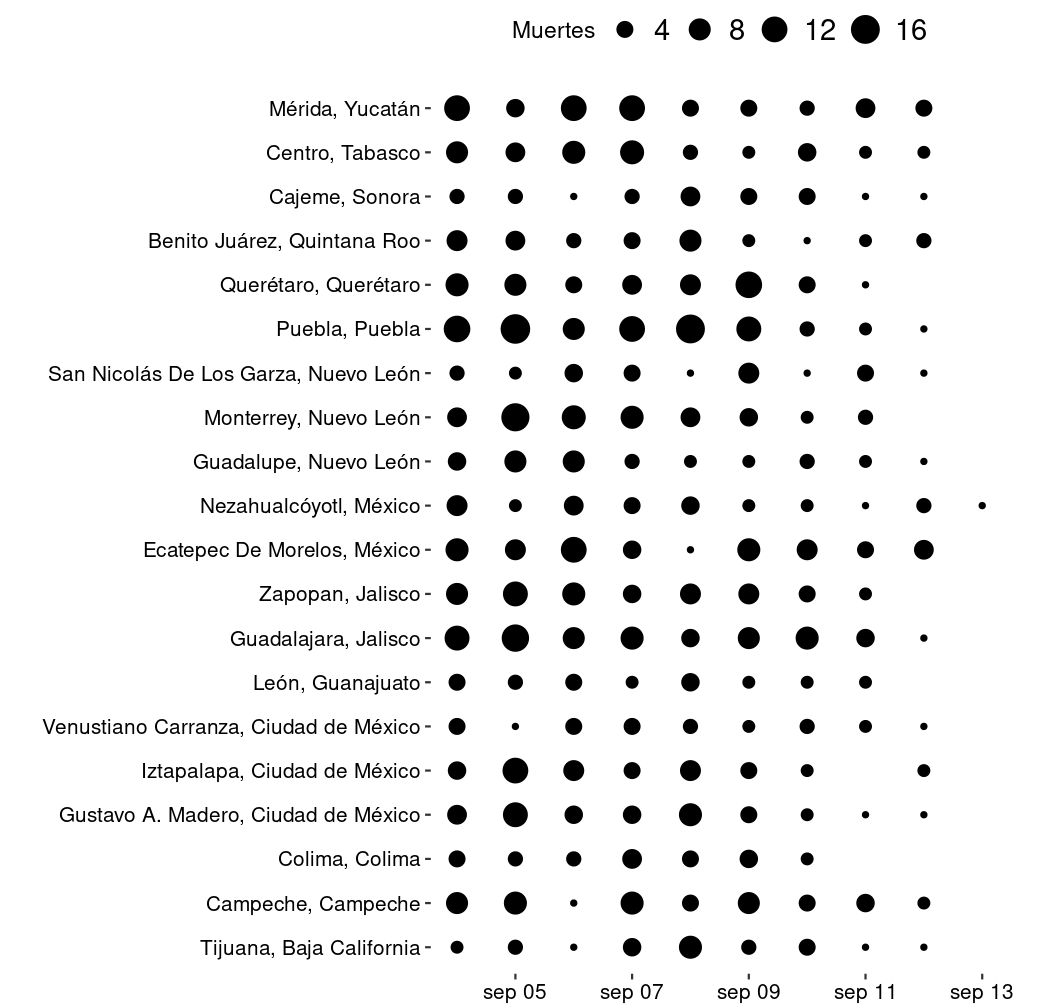 Muertes 4 8 12 16
Mérida, Yucatán
Centro, Tabasco
Cajeme, Sonora
Benito Juárez, Quintana Roo
Querétaro, Querétaro
Puebla, Puebla
San Nicolás De Los Garza, Nuevo León
Monterrey, Nuevo León
Guadalupe, Nuevo León
Nezahualcóyotl, México
Ecatepec De Morelos, México
Zapopan, Jalisco
Guadalajara, Jalisco
León, Guanajuato
Venustiano Carranza, Ciudad de México
Iztapalapa, Ciudad de México
Gustavo A. Madero, Ciudad de México
Colima, Colima
Campeche, Campeche
Tijuana, Baja California
sep 05 sep 07 sep 09 sep 11 sep 13